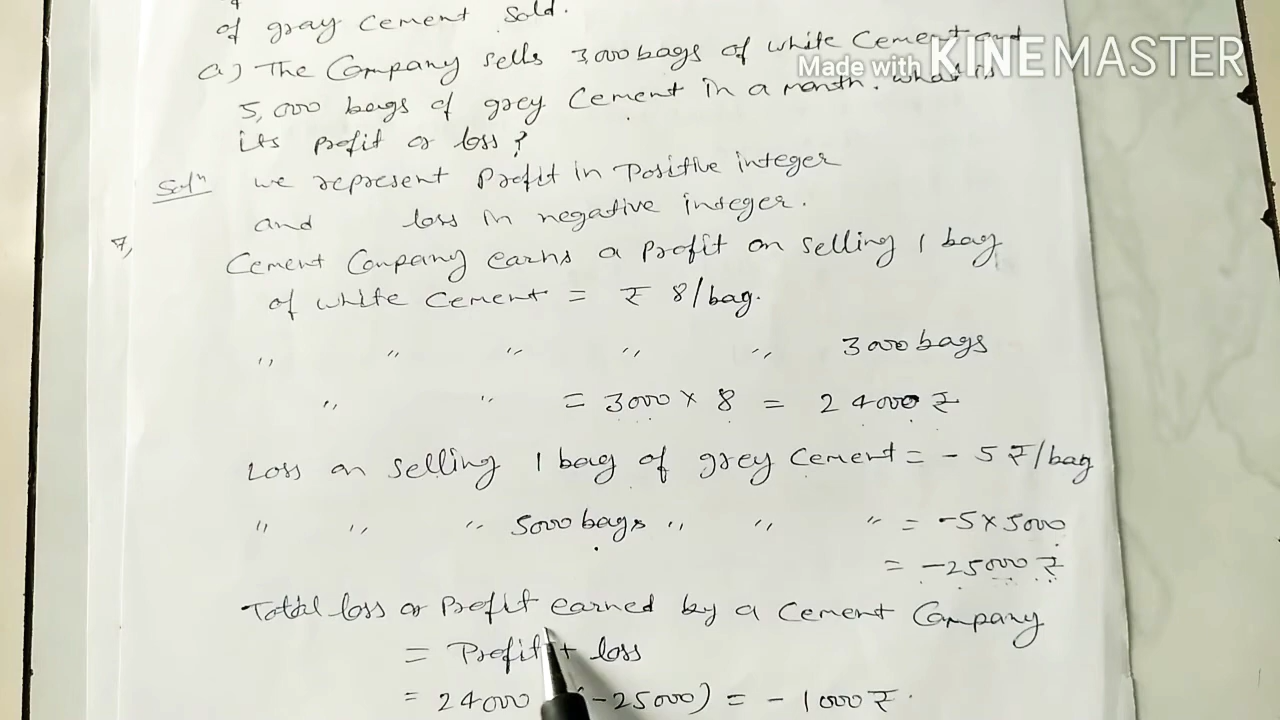 of gray cement sold.
a) The Company sells 3,000 bags of white cement and
Made with KINEMASTER
5,000 bags of grey cement in a month. what is
its profit or loss?
Solⁿ we represent Profit in Positive integer
and loss in negative integer.
7,
Cement Company earns a Profit on selling 1 bag
of white cement = ₹ 8/bag.
〃 〃 〃 〃 〃 3000 bags
〃 〃 = 3000 × 8 = 24000 ₹
Loss on selling 1 bag of grey cement = - 5 ₹/bag
〃 〃 〃 5000 bags 〃 〃 〃 = -5 × 5000
= -25000 ₹
Total loss or Profit earned by a cement Company
= Profit + loss
= 24000 (-25000) = - 1000 ₹.